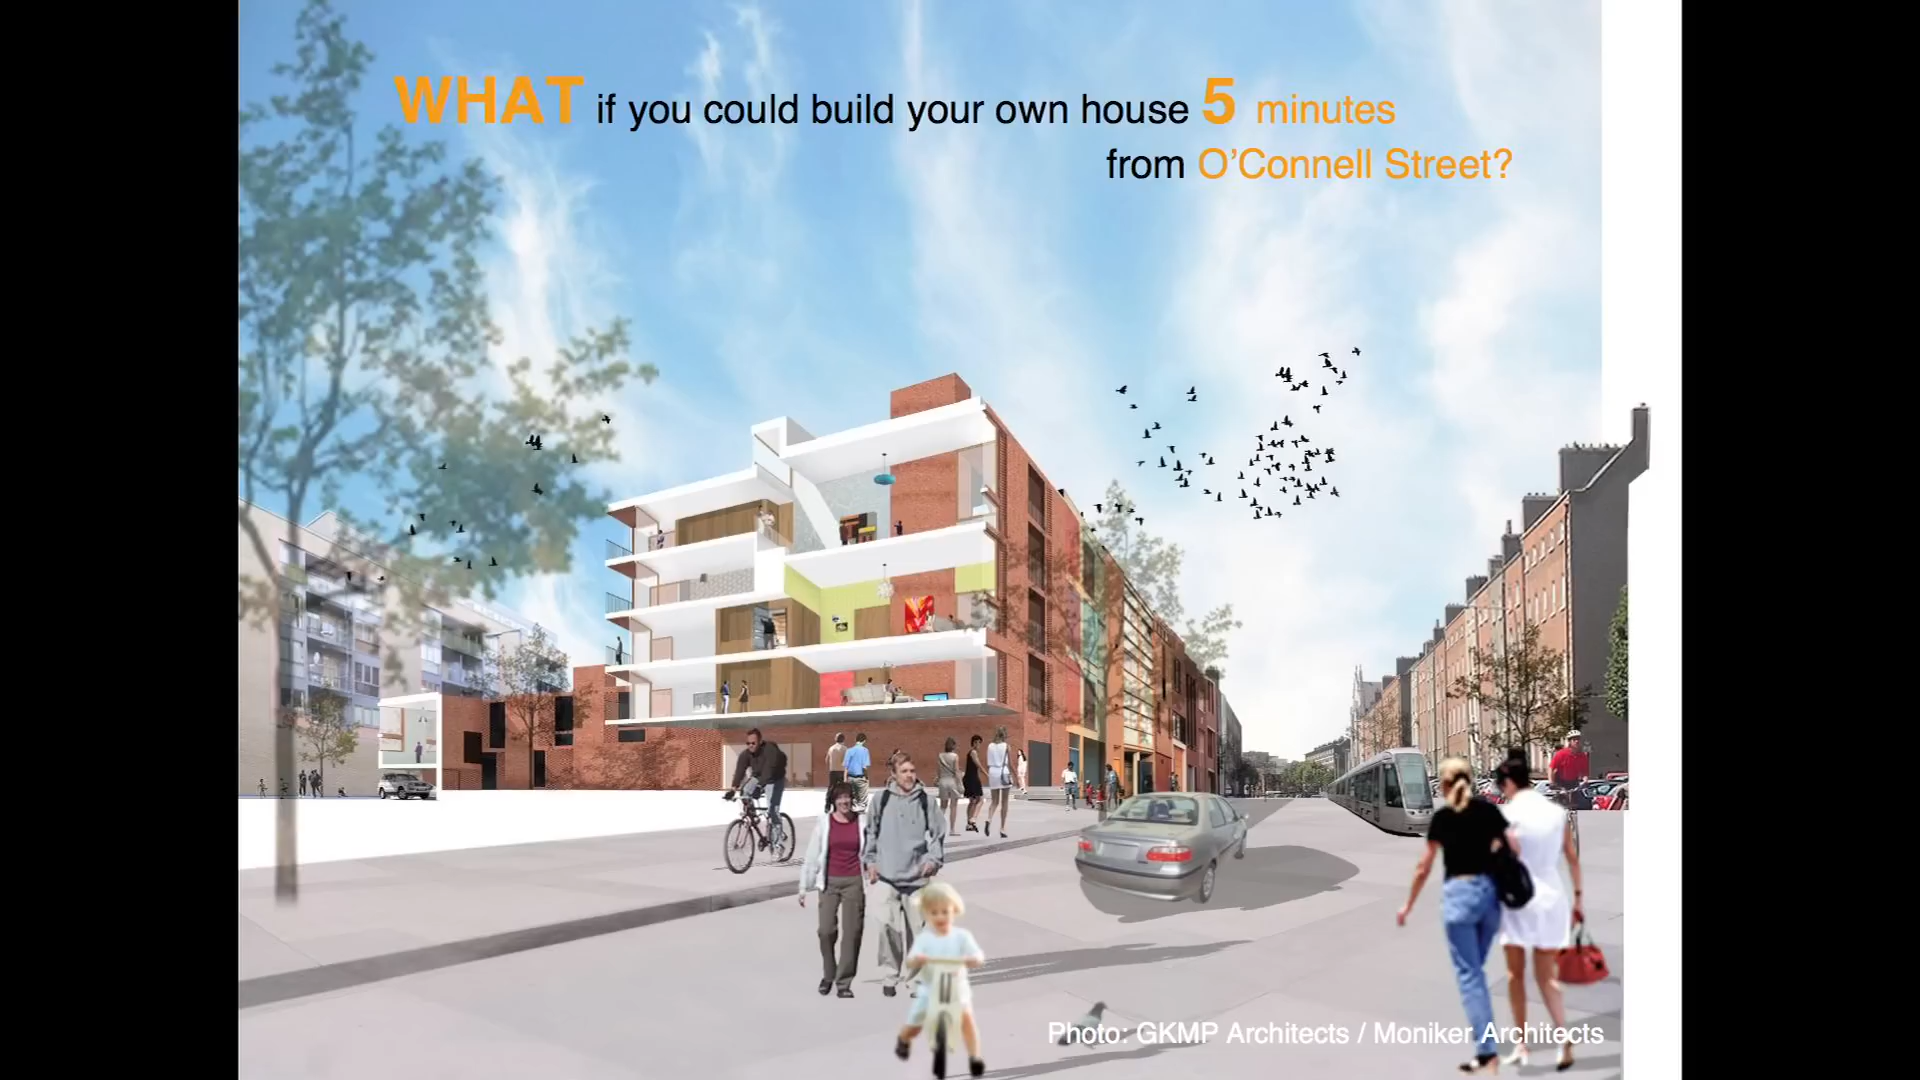 WHAT if you could build your own house 5 minutes
from O’Connell Street?
Photo: GKMP Architects / Moniker Architects